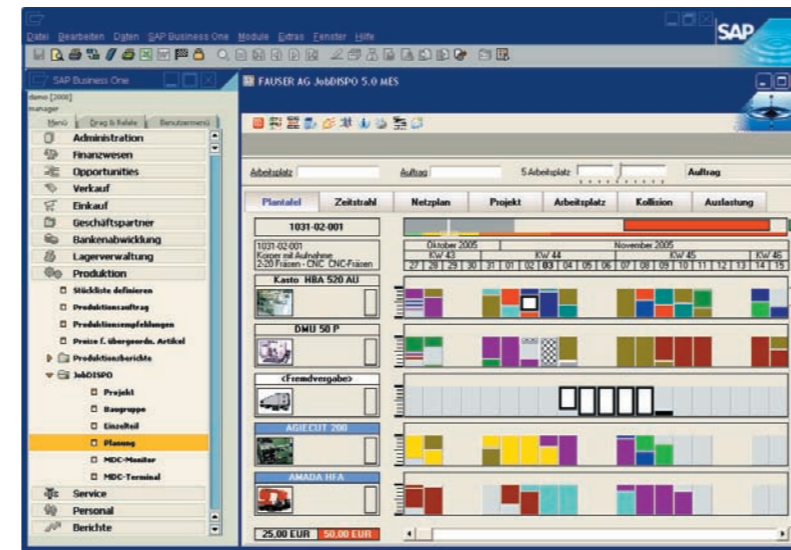 Datei Bearbeiten Daten SAP Business One Module Extras Fenster Hilfe
SAP
SAP Business One
demo [2008]
manager
Menü Drag & Relate Benutzermenü
Administration
Finanzwesen
Opportunities
Verkauf
Einkauf
Geschäftspartner
Bankenabwicklung
Lagerverwaltung
Produktion
Stückliste definieren
Produktionsauftrag
Produktionsempfehlungen
Preise f. übergeordn. Artikel
Produktionsberichte
JobDISPO
Projekt
Baugruppe
Einzelteil
Planung
MDC-Monitor
MDC-Terminal
Service
Personal
Berichte
FAUSER AG JobDISPO 5.0 MES
Arbeitsplatz Auftrag 5 Arbeitsplatz Auftrag
Plantafel Zeitstrahl Netzplan Projekt Arbeitsplatz Kollision Auslastung
1031-02-001
1031-02-001
Körper mit Aufnahme
2-20 Fräsen - CNC CNC-Fräsen
Oktober 2005 November 2005
KW 43 KW 44 KW 45 KW 46
27 28 29 30 31 01 02 03 04 05 06 07 08 09 10 11 12 13 14 15
Kasto HBA 520 AU
DMU 50 P
<Fremdvergabe>
AGIECUT 200
AMADA HFA
25,00 EUR 50,00 EUR